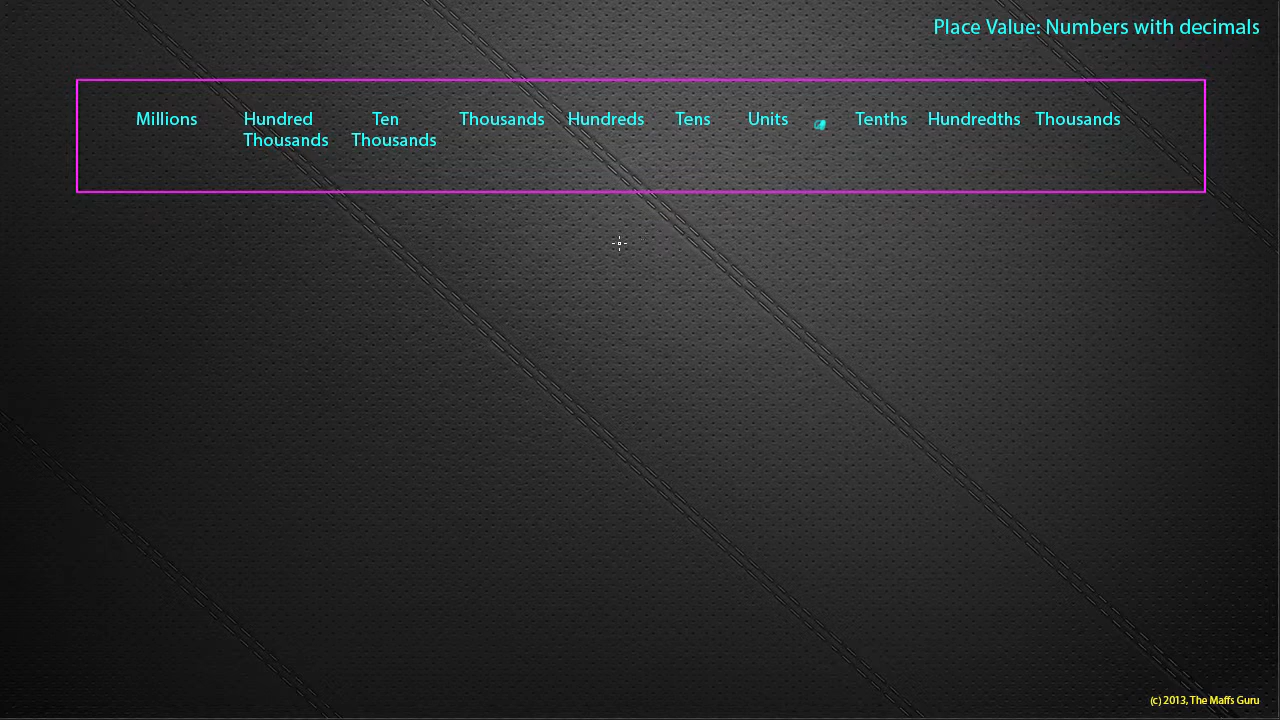 Place Value: Numbers with decimals
Millions Hundred Thousands Ten Thousands Thousands Hundreds Tens Units . Tenths Hundredths Thousands
(c) 2013, The Maffs Guru